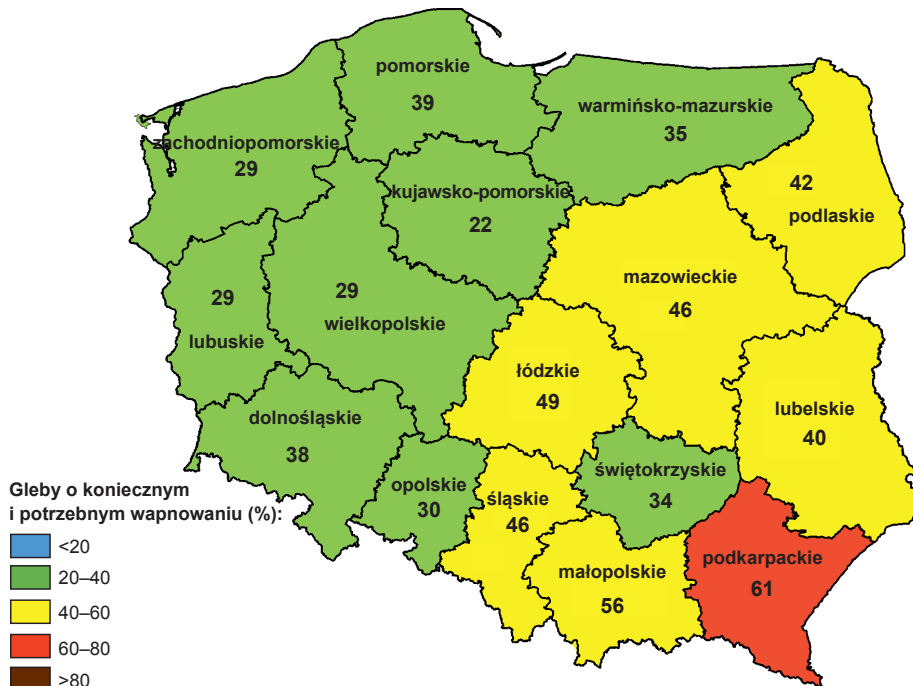 pomorskie
39
warmińsko-mazurskie
35
zachodniopomorskie
29
kujawsko-pomorskie
22
42
podlaskie
mazowieckie
46
29
lubuskie
29
wielkopolskie
łódzkie
49
lubelskie
40
dolnośląskie
38
opolskie
30
śląskie
46
świętokrzyskie
34
małopolskie
56
podkarpackie
61
Gleby o koniecznym
i potrzebnym wapnowaniu (%):
<20
20–40
40–60
60–80
>80